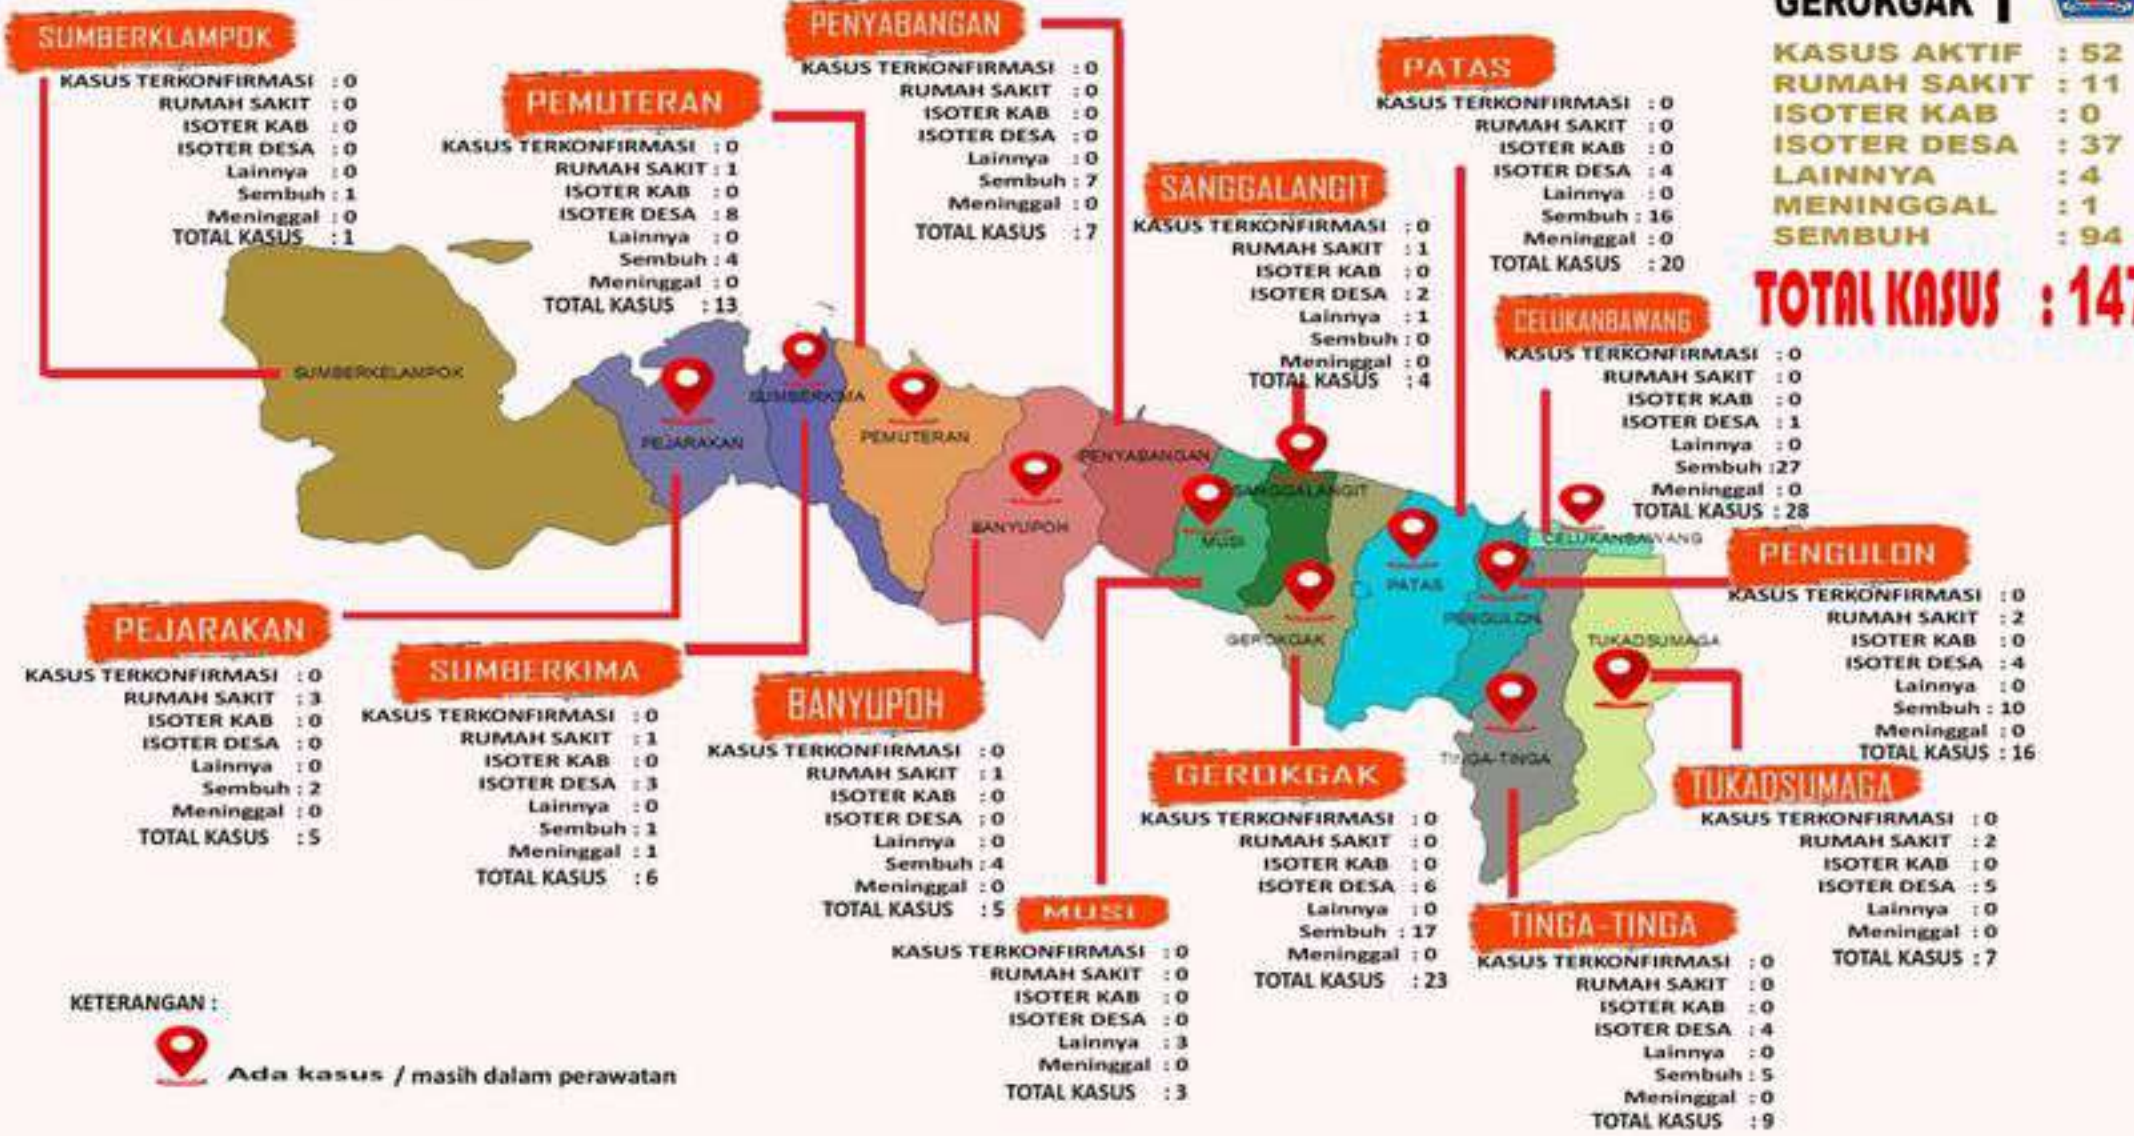 SUMBERKLAMPOK
KASUS TERKONFIRMASI : 0
RUMAH SAKIT : 0
ISOTER KAB : 0
ISOTER DESA : 0
Lainnya : 0
Sembuh : 1
Meninggal : 0
TOTAL KASUS : 1
PEMUTERAN
KASUS TERKONFIRMASI : 0
RUMAH SAKIT : 1
ISOTER KAB : 0
ISOTER DESA : 8
Lainnya : 0
Sembuh : 4
Meninggal : 0
TOTAL KASUS : 13
PENYABANGAN
KASUS TERKONFIRMASI : 0
RUMAH SAKIT : 0
ISOTER KAB : 0
ISOTER DESA : 0
Lainnya : 0
Sembuh : 7
Meninggal : 0
TOTAL KASUS : 7
SANGGALANGIT
KASUS TERKONFIRMASI : 0
RUMAH SAKIT : 1
ISOTER KAB : 0
ISOTER DESA : 2
Lainnya : 1
Sembuh : 0
Meninggal : 0
TOTAL KASUS : 4
PATAS
KASUS TERKONFIRMASI : 0
RUMAH SAKIT : 0
ISOTER KAB : 0
ISOTER DESA : 4
Lainnya : 0
Sembuh : 16
Meninggal : 0
TOTAL KASUS : 20
GEROKGAK
KASUS AKTIF : 52
RUMAH SAKIT : 11
ISOTER KAB : 0
ISOTER DESA : 37
LAINNYA : 4
MENINGGAL : 1
SEMBUH : 94
TOTAL KASUS : 147
CELUKANBAWANG
KASUS TERKONFIRMASI : 0
RUMAH SAKIT : 0
ISOTER KAB : 0
ISOTER DESA : 1
Lainnya : 0
Sembuh :27
Meninggal : 0
TOTAL KASUS : 28
SUMBERKELAMPOK
PEJARAKAN
SUMBERKIMA
PEMUTERAN
BANYUPOH
PENYABANGAN
MUSI
SANGGALANGIT
GEROKGAK
PATAS
PENGULON
CELUKANBAWANG
TUKADSUMAGA
TINGA-TINGA
PENGULON
KASUS TERKONFIRMASI : 0
RUMAH SAKIT : 2
ISOTER KAB : 0
ISOTER DESA : 4
Lainnya : 0
Sembuh : 10
Meninggal : 0
TOTAL KASUS : 16
PEJARAKAN
KASUS TERKONFIRMASI : 0
RUMAH SAKIT : 3
ISOTER KAB : 0
ISOTER DESA : 0
Lainnya : 0
Sembuh : 2
Meninggal : 0
TOTAL KASUS : 5
SUMBERKIMA
KASUS TERKONFIRMASI : 0
RUMAH SAKIT : 1
ISOTER KAB : 0
ISOTER DESA : 3
Lainnya : 0
Sembuh : 1
Meninggal : 1
TOTAL KASUS : 6
BANYUPOH
KASUS TERKONFIRMASI : 0
RUMAH SAKIT : 1
ISOTER KAB : 0
ISOTER DESA : 0
Lainnya : 0
Sembuh : 4
Meninggal : 0
TOTAL KASUS : 5
MUSI
KASUS TERKONFIRMASI : 0
RUMAH SAKIT : 0
ISOTER KAB : 0
ISOTER DESA : 0
Lainnya : 3
Meninggal : 0
TOTAL KASUS : 3
GEROKGAK
KASUS TERKONFIRMASI : 0
RUMAH SAKIT : 0
ISOTER KAB : 0
ISOTER DESA : 6
Lainnya : 0
Sembuh : 17
Meninggal : 0
TOTAL KASUS : 23
TINGA-TINGA
KASUS TERKONFIRMASI : 0
RUMAH SAKIT : 0
ISOTER KAB : 0
ISOTER DESA : 4
Lainnya : 0
Sembuh : 5
Meninggal : 0
TOTAL KASUS : 9
TUKADSUMAGA
KASUS TERKONFIRMASI : 0
RUMAH SAKIT : 2
ISOTER KAB : 0
ISOTER DESA : 5
Lainnya : 0
Meninggal : 0
TOTAL KASUS : 7
KETERANGAN :
Ada kasus / masih dalam perawatan